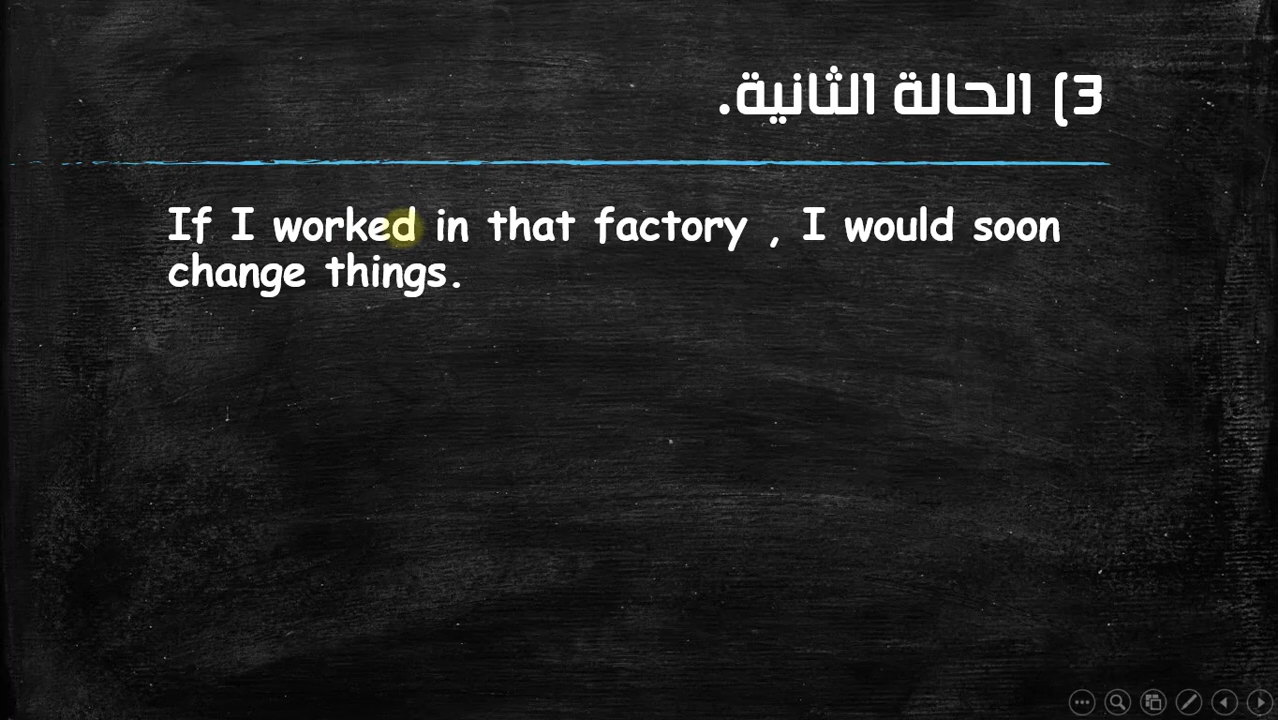 3) الحالة الثانية.
If I worked in that factory , I would soon
change things.